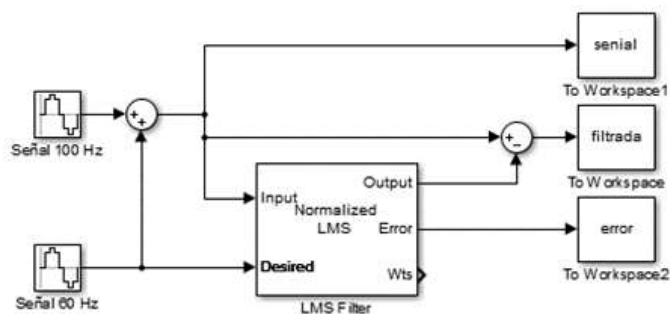 senial
To Workspace1
Señal 100 Hz
filtrada
To Workspace
Input
Output
Normalized
LMS
Error
error
Desired
Wts
To Workspace2
Señal 60 Hz
LMS Filter